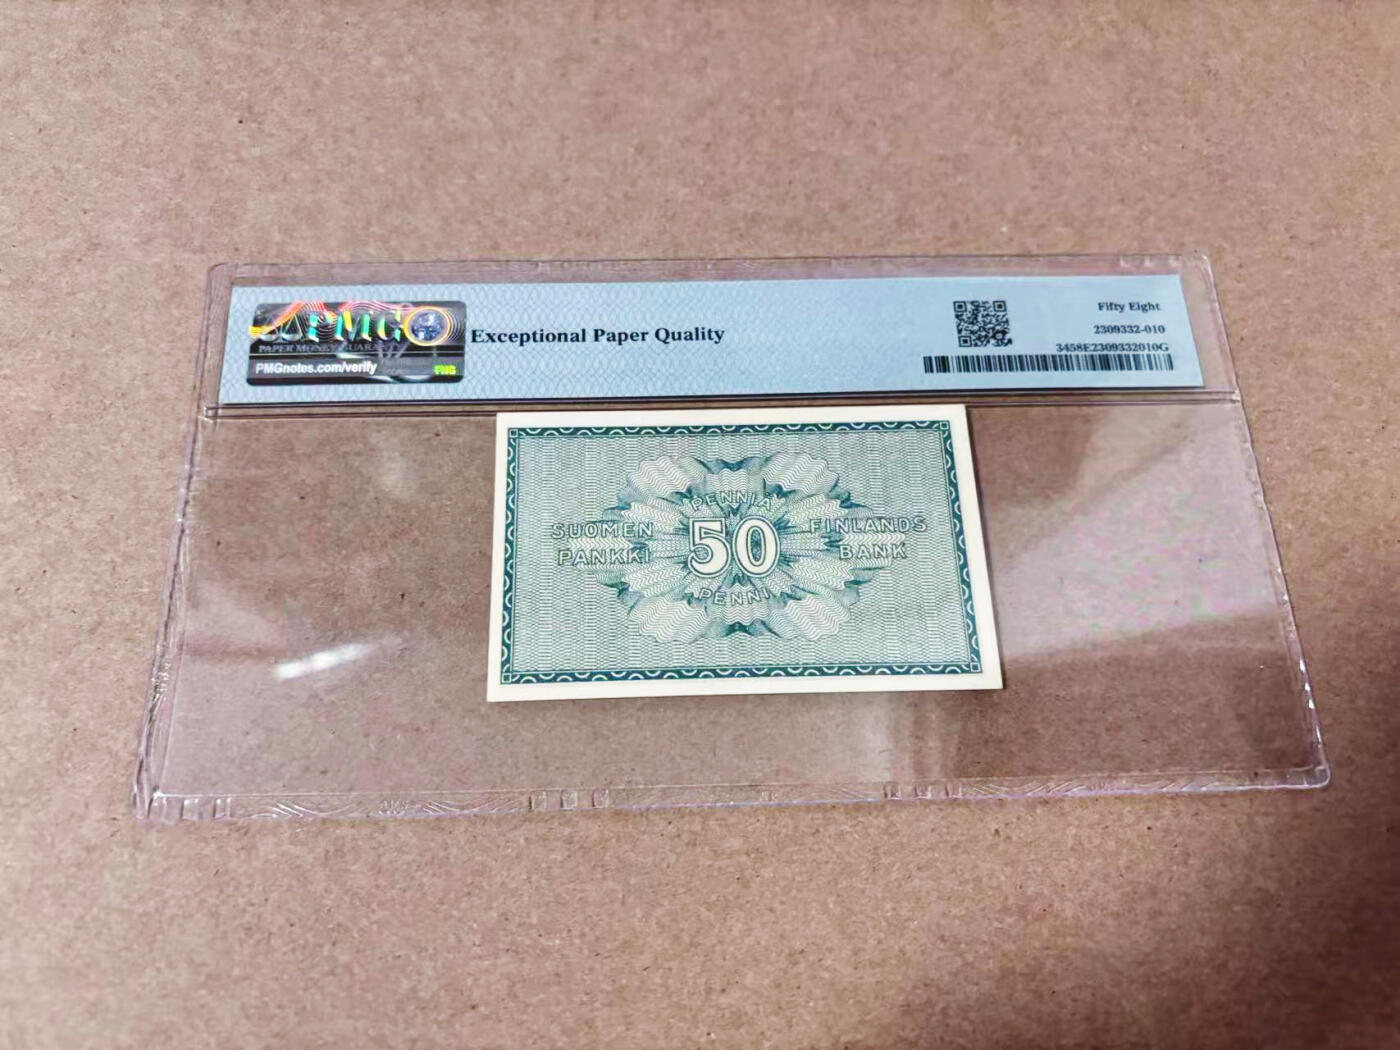 PMG
PAPER MONEY GUARANTY
PMGnotes.com/verify
PMG
Exceptional Paper Quality
Fifty Eight
2309332-010
3458E2309332010G
PENNIÄ
SUOMEN
PANKKI
50
FINLANDS
BANK
PENNI